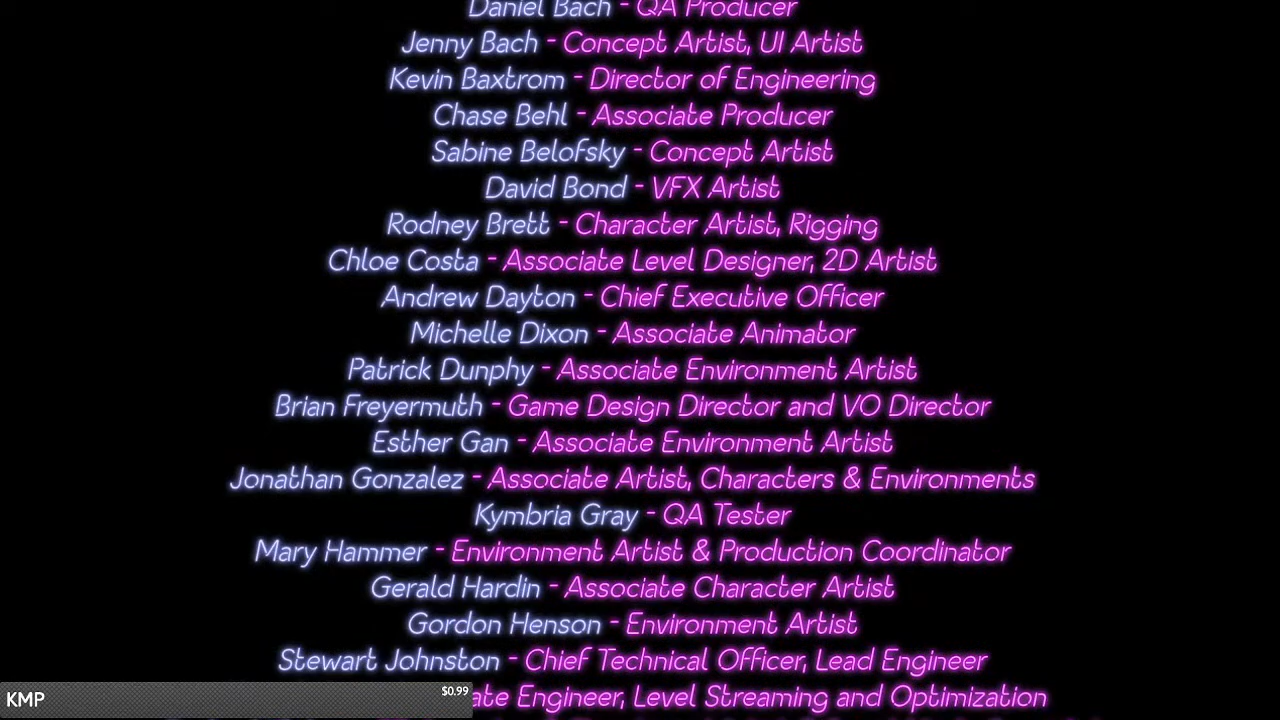 Daniel Bach - QA Producer
Jenny Bach - Concept Artist, UI Artist
Kevin Baxtrom - Director of Engineering
Chase Behl - Associate Producer
Sabine Belofsky - Concept Artist
David Bond - VFX Artist
Rodney Brett - Character Artist, Rigging
Chloe Costa - Associate Level Designer, 2D Artist
Andrew Dayton - Chief Executive Officer
Michelle Dixon - Associate Animator
Patrick Dunphy - Associate Environment Artist
Brian Freyermuth - Game Design Director and VO Director
Esther Gan - Associate Environment Artist
Jonathan Gonzalez - Associate Artist, Characters & Environments
Kymbria Gray - QA Tester
Mary Hammer - Environment Artist & Production Coordinator
Gerald Hardin - Associate Character Artist
Gordon Henson - Environment Artist
Stewart Johnston - Chief Technical Officer, Lead Engineer
KMP $0.99 ate Engineer, Level Streaming and Optimization